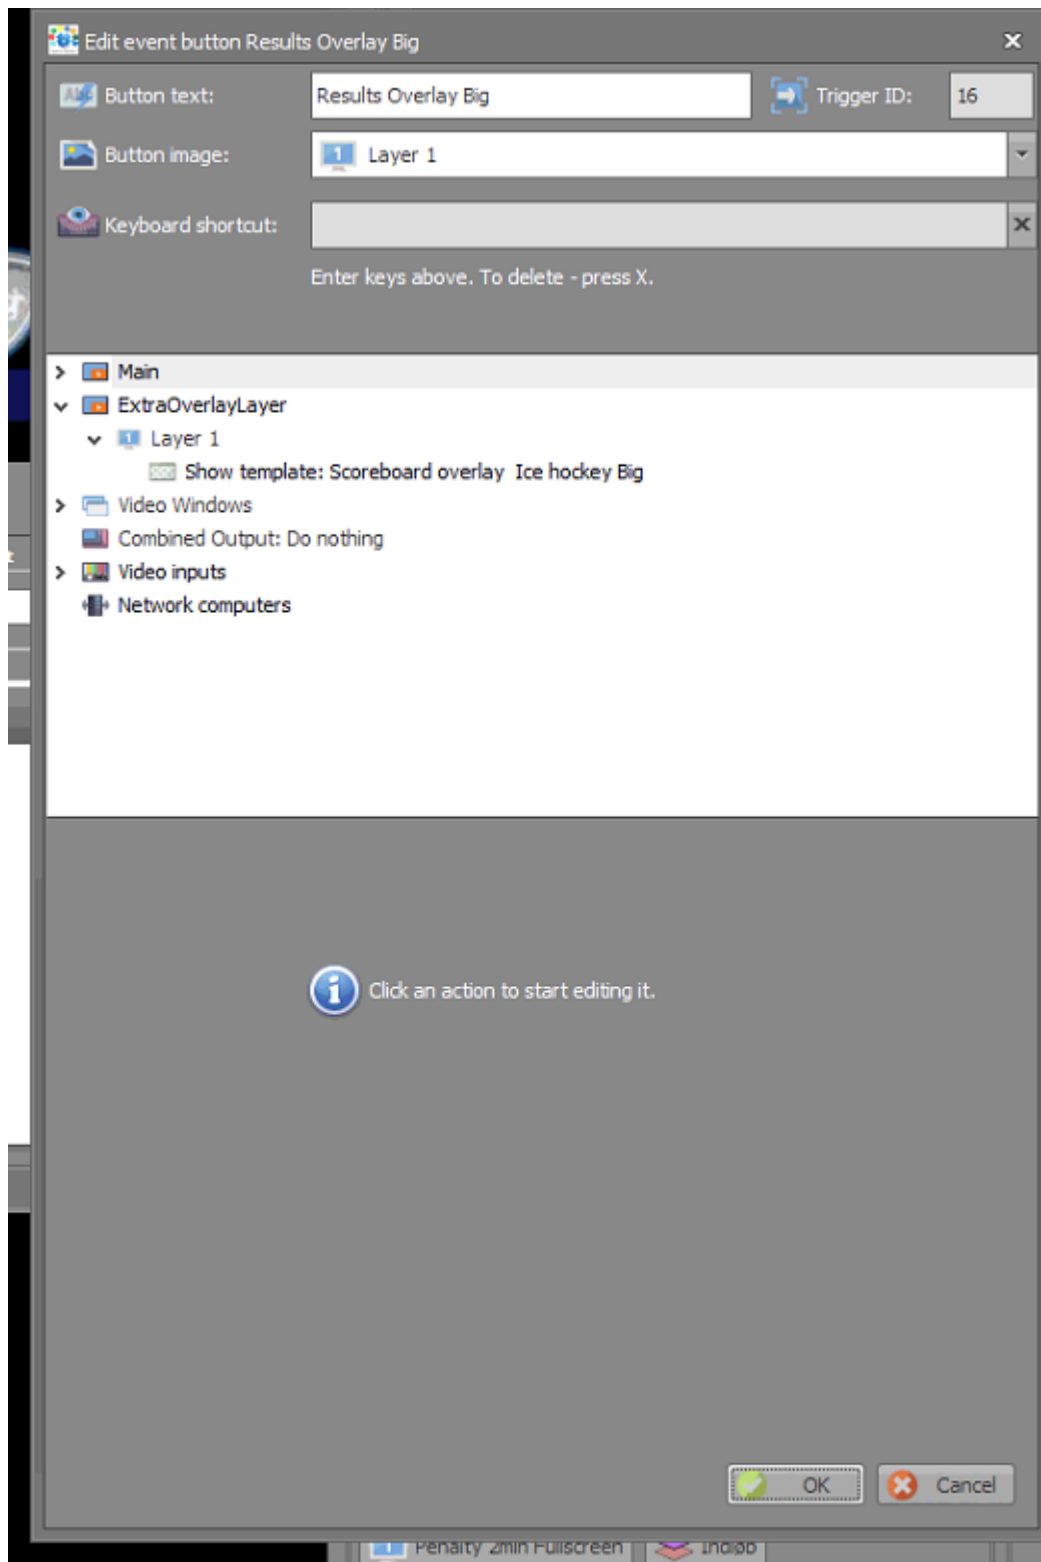 Edit event button Results Overlay Big
Button text: Results Overlay Big Trigger ID: 16
Button image: 1 Layer 1
Keyboard shortcut:
Enter keys above. To delete - press X.
Main
ExtraOverlayLayer
1 Layer 1
Show template: Scoreboard overlay  Ice hockey Big
Video Windows
Combined Output: Do nothing
Video inputs
Network computers
Click an action to start editing it.
OK Cancel
Penalty 2min Fullscreen Indløb